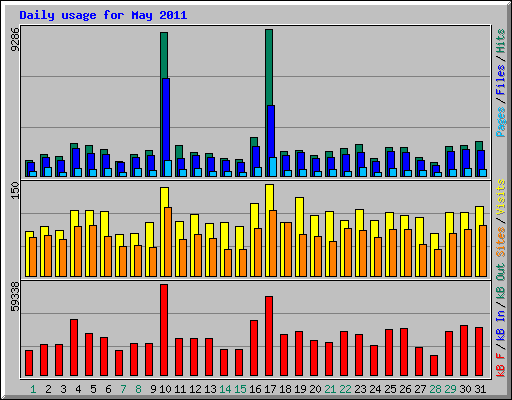 Daily usage for May 2011
9286
Pages / Files / Hits
150
Sites / Visits
59338
kB F / kB In / kB Out
1 2 3 4 5 6 7 8 9 10 11 12 13 14 15 16 17 18 19 20 21 22 23 24 25 26 27 28 29 30 31